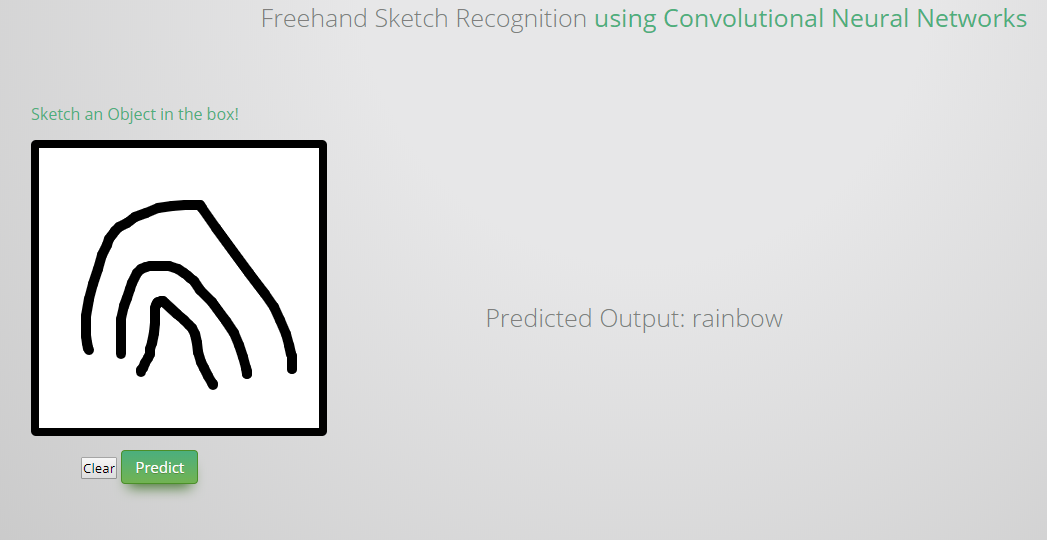 Freehand Sketch Recognition using Convolutional Neural Networks
Sketch an Object in the box!
Predicted Output: rainbow
Clear Predict